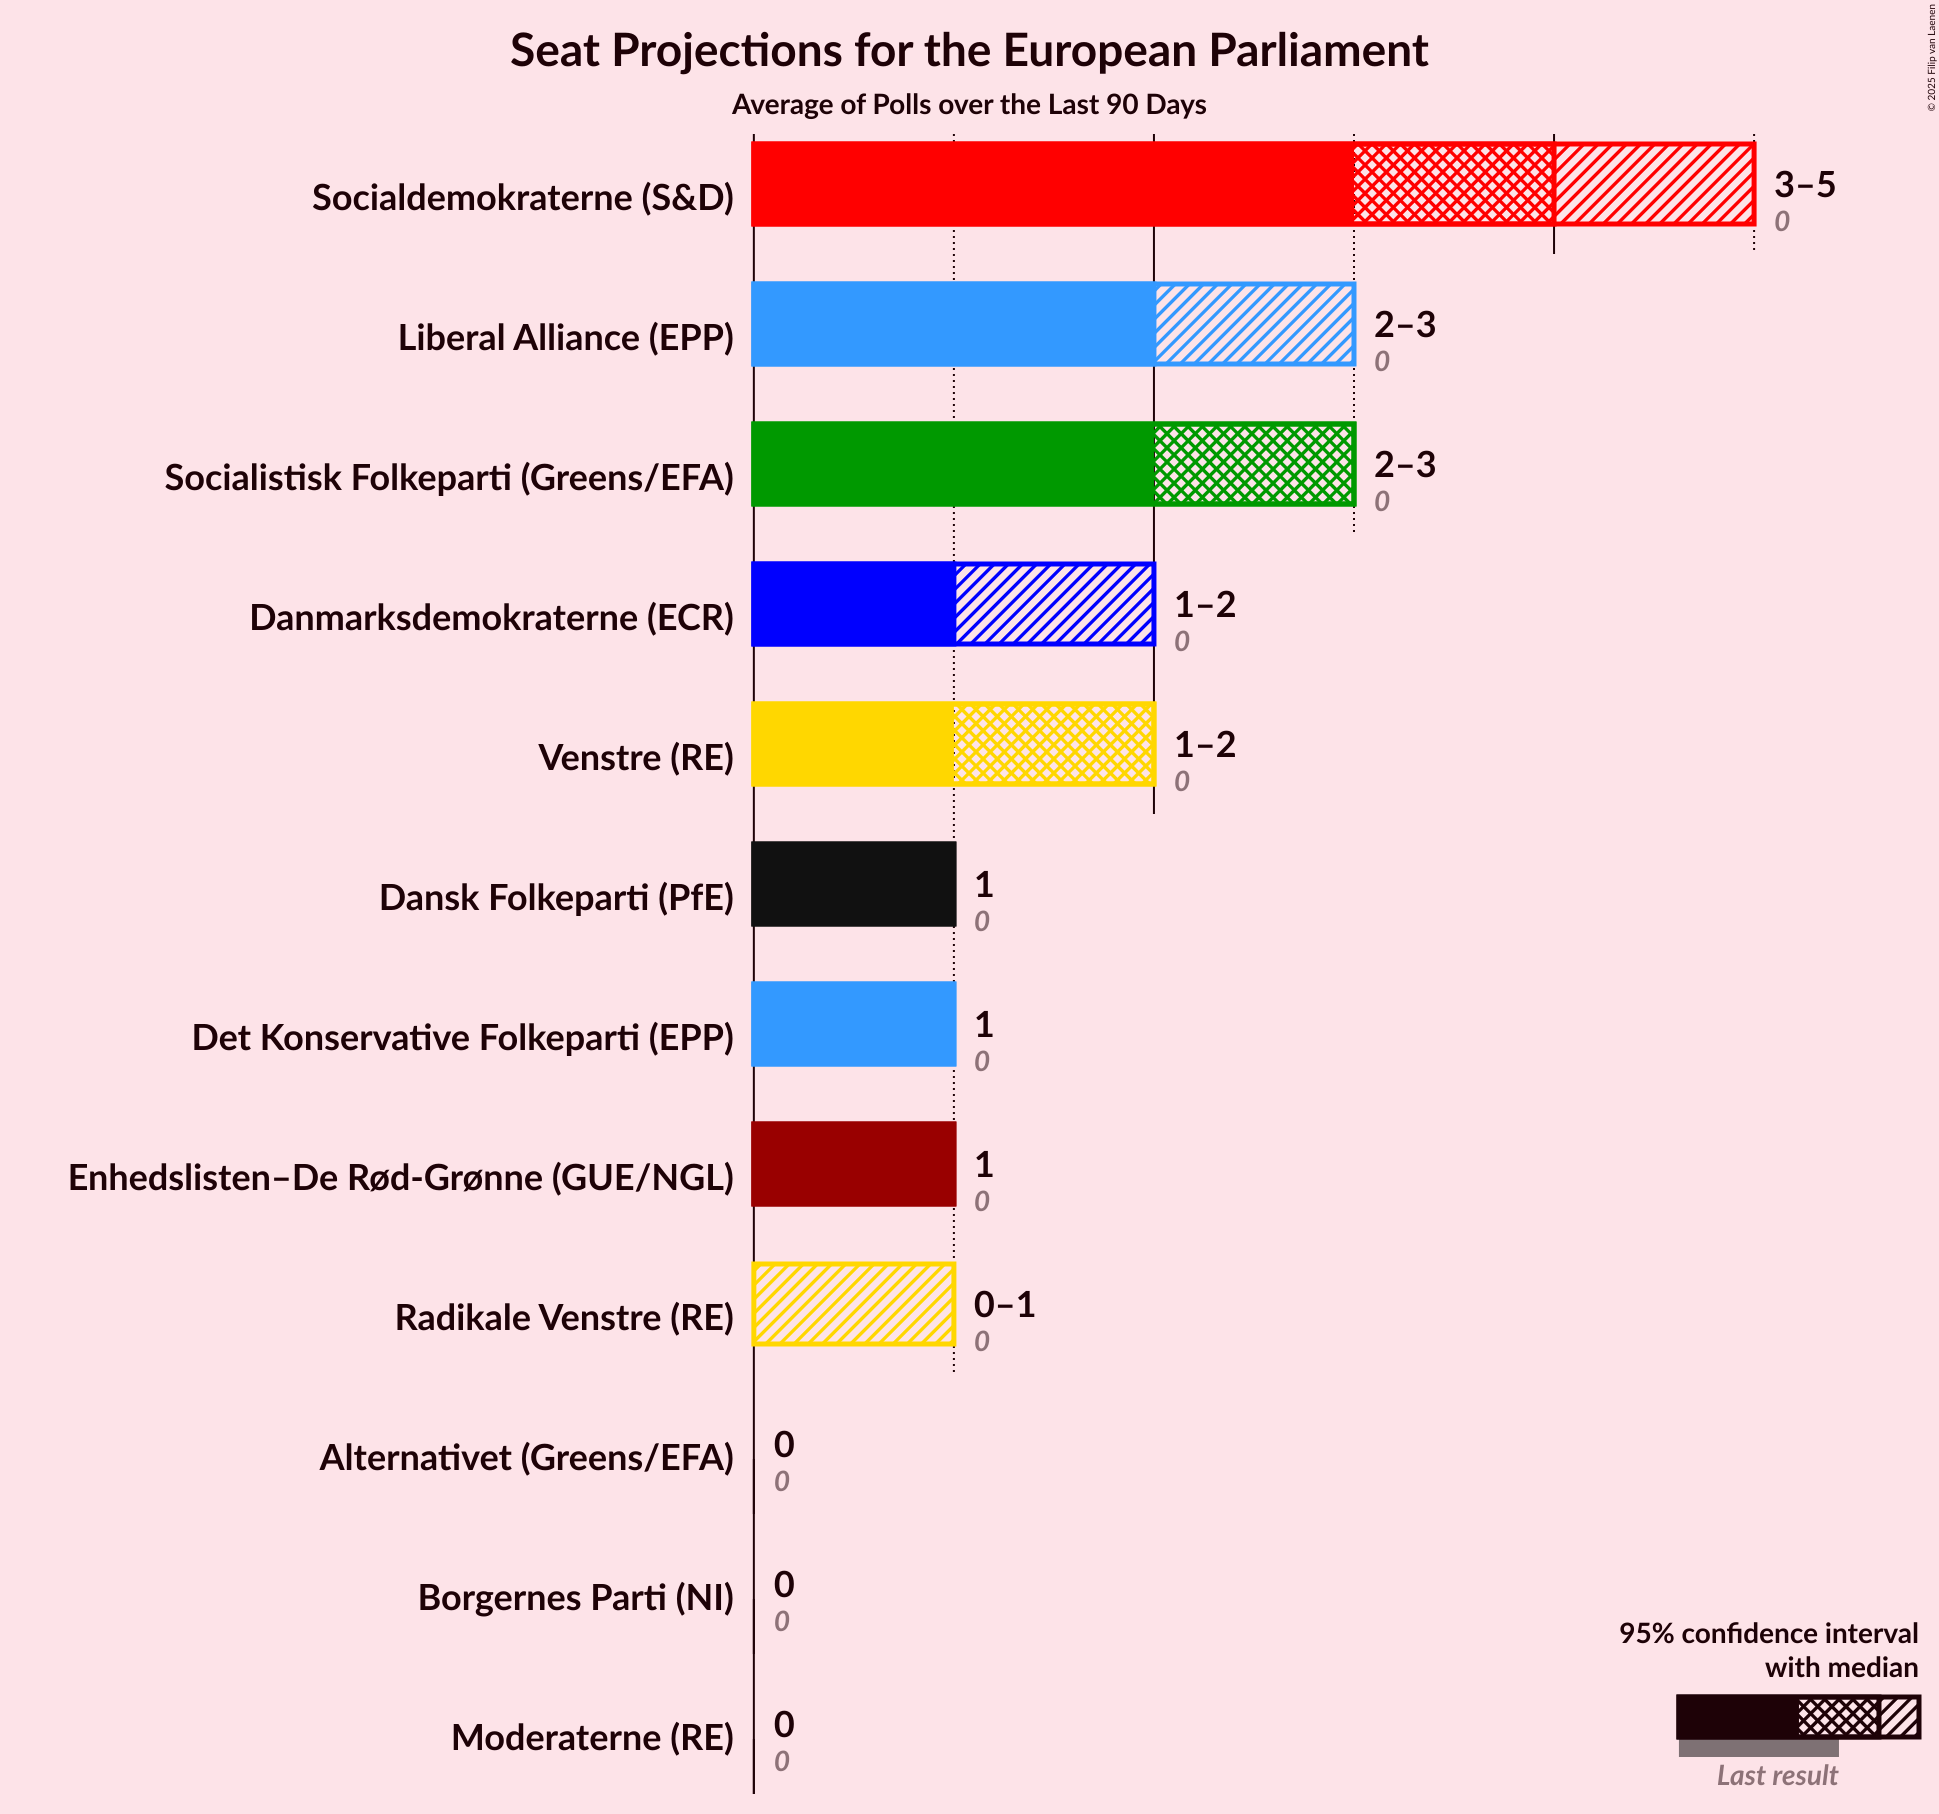 Seat Projections for the European Parliament
Average of Polls over the Last 90 Days
© 2025 Filip van Laenen
Socialdemokraterne (S&D)
3–5
0
Liberal Alliance (EPP)
2–3
0
Socialistisk Folkeparti (Greens/EFA)
2–3
0
Danmarksdemokraterne (ECR)
1–2
0
Venstre (RE)
1–2
0
Dansk Folkeparti (PfE)
1
0
Det Konservative Folkeparti (EPP)
1
0
Enhedslisten–De Rød-Grønne (GUE/NGL)
1
0
Radikale Venstre (RE)
0–1
0
Alternativet (Greens/EFA)
0
0
Borgernes Parti (NI)
0
0
Moderaterne (RE)
0
0
95% confidence interval
with median
Last result